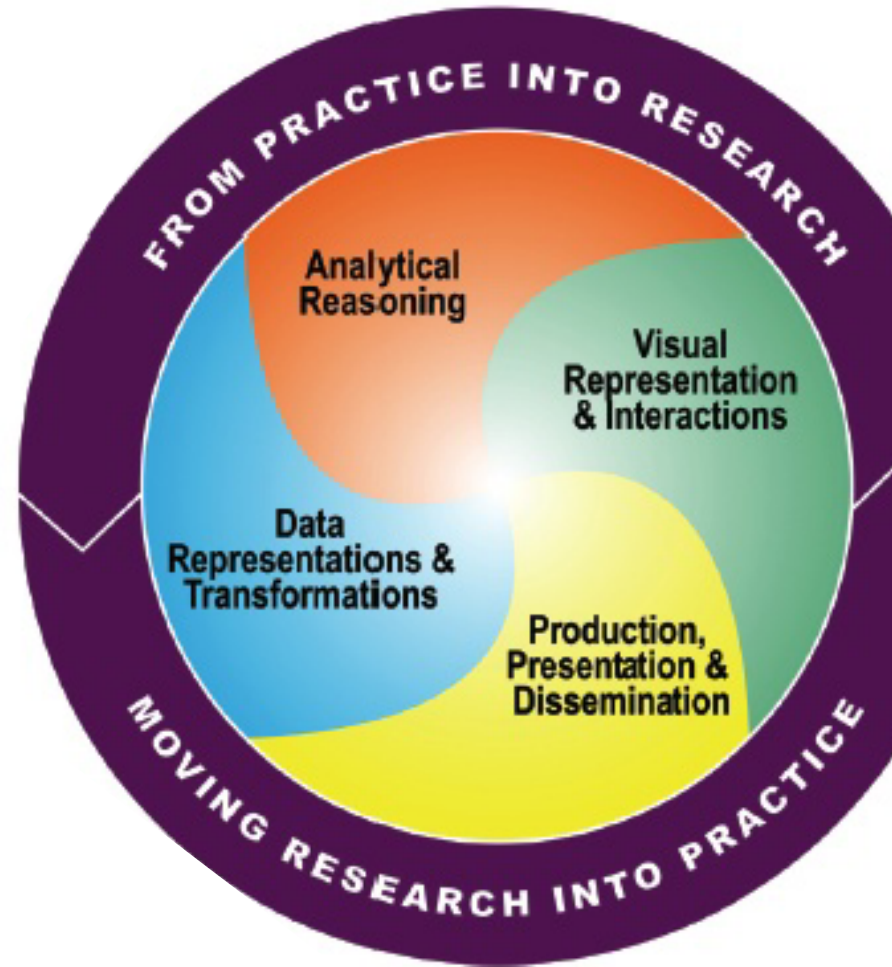 FROM PRACTICE INTO RESEARCH
Analytical
Reasoning
Visual
Representation
& Interactions
Data
Representations &
Transformations
Production,
Presentation &
Dissemination
MOVING RESEARCH INTO PRACTICE